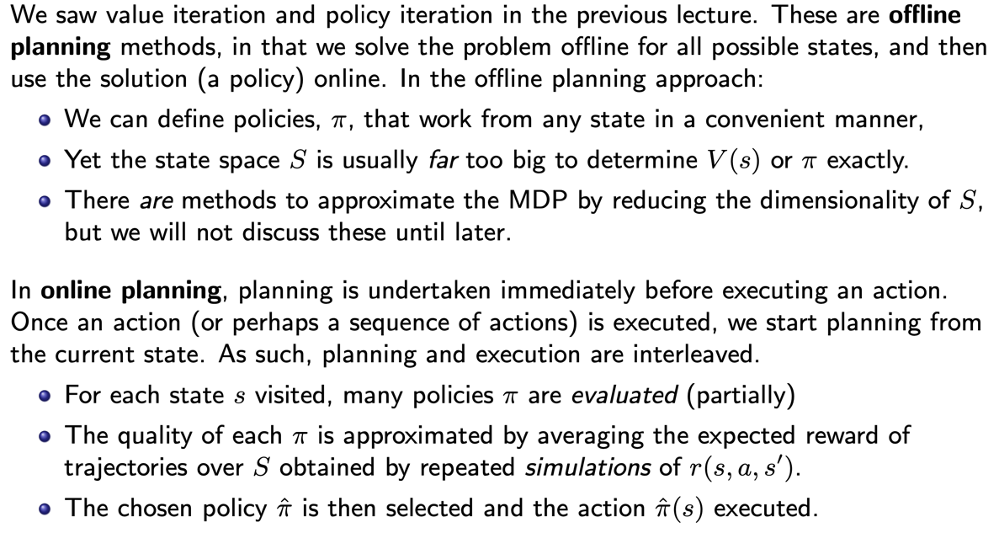 We saw value iteration and policy iteration in the previous lecture. These are offline
planning methods, in that we solve the problem offline for all possible states, and then
use the solution (a policy) online. In the offline planning approach:
We can define policies, π, that work from any state in a convenient manner,
Yet the state space S is usually far too big to determine V(s) or π exactly.
There are methods to approximate the MDP by reducing the dimensionality of S,
but we will not discuss these until later.
In online planning, planning is undertaken immediately before executing an action.
Once an action (or perhaps a sequence of actions) is executed, we start planning from
the current state. As such, planning and execution are interleaved.
For each state s visited, many policies π are evaluated (partially)
The quality of each π is approximated by averaging the expected reward of
trajectories over S obtained by repeated simulations of r(s, a, s′).
The chosen policy π̂ is then selected and the action π̂(s) executed.